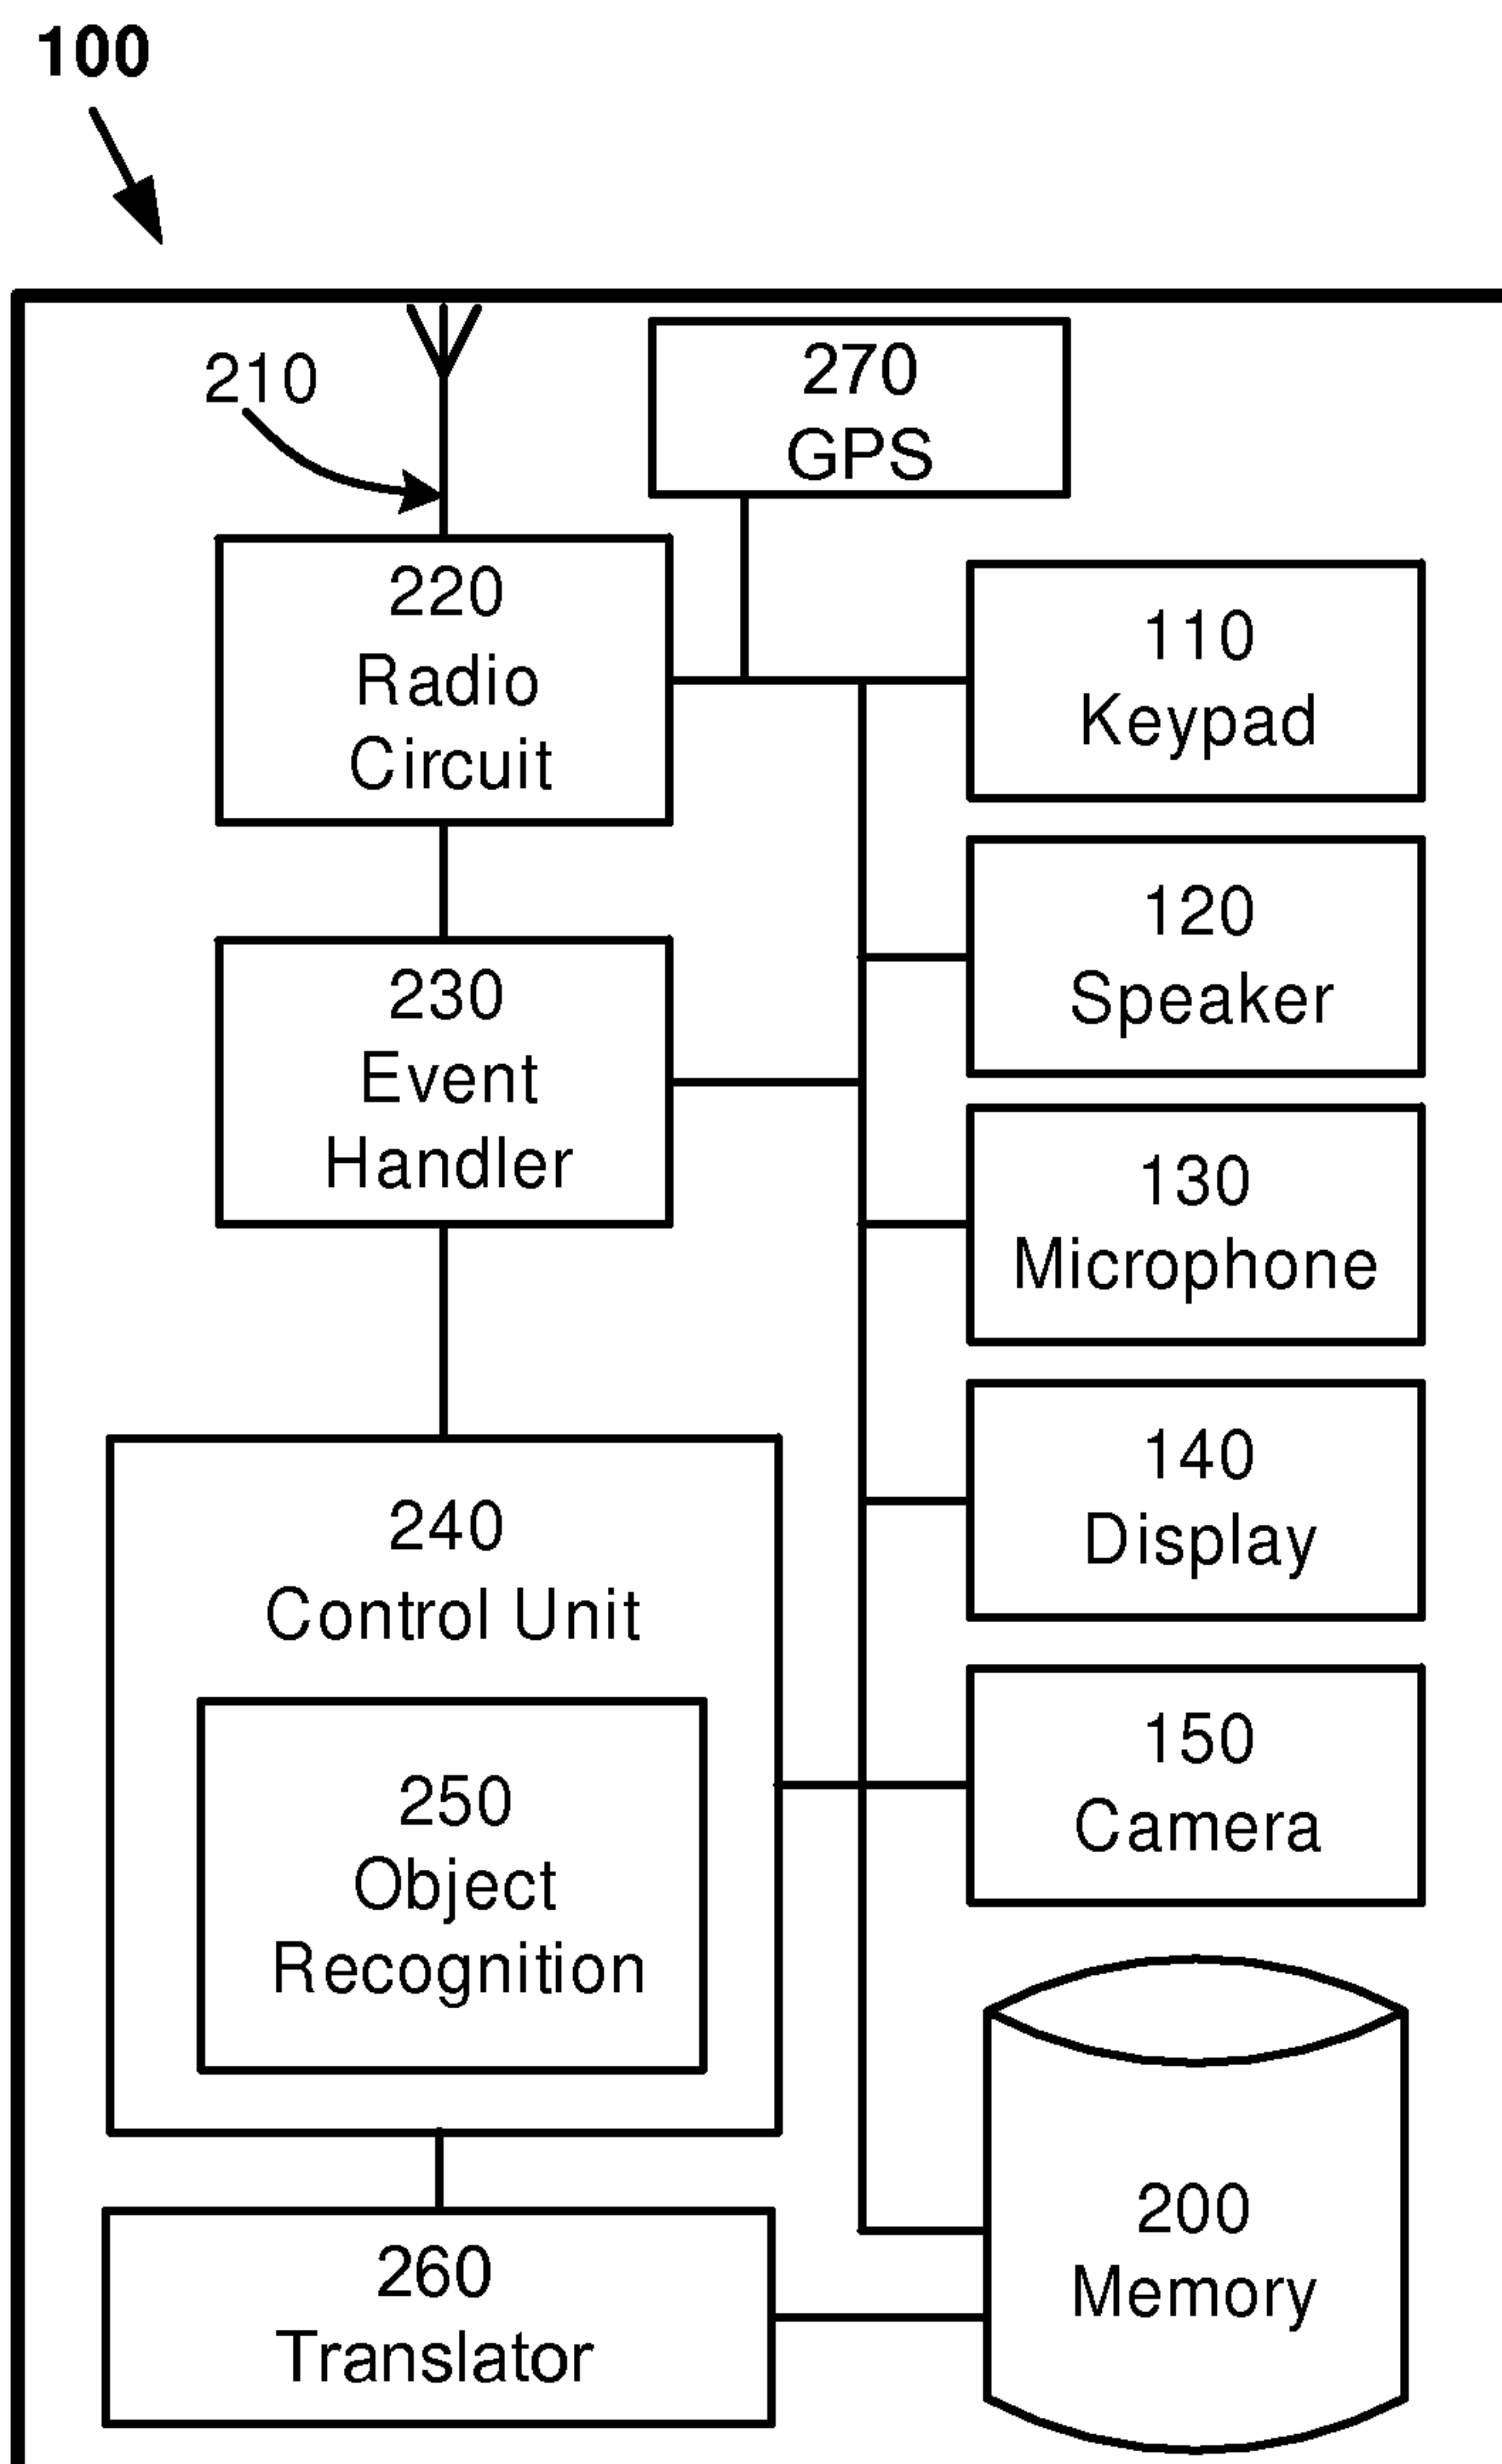 100
210
270
GPS
220
Radio
Circuit
110
Keypad
120
Speaker
230
Event
Handler
130
Microphone
140
Display
240
Control Unit
250
Object
Recognition
150
Camera
200
Memory
260
Translator